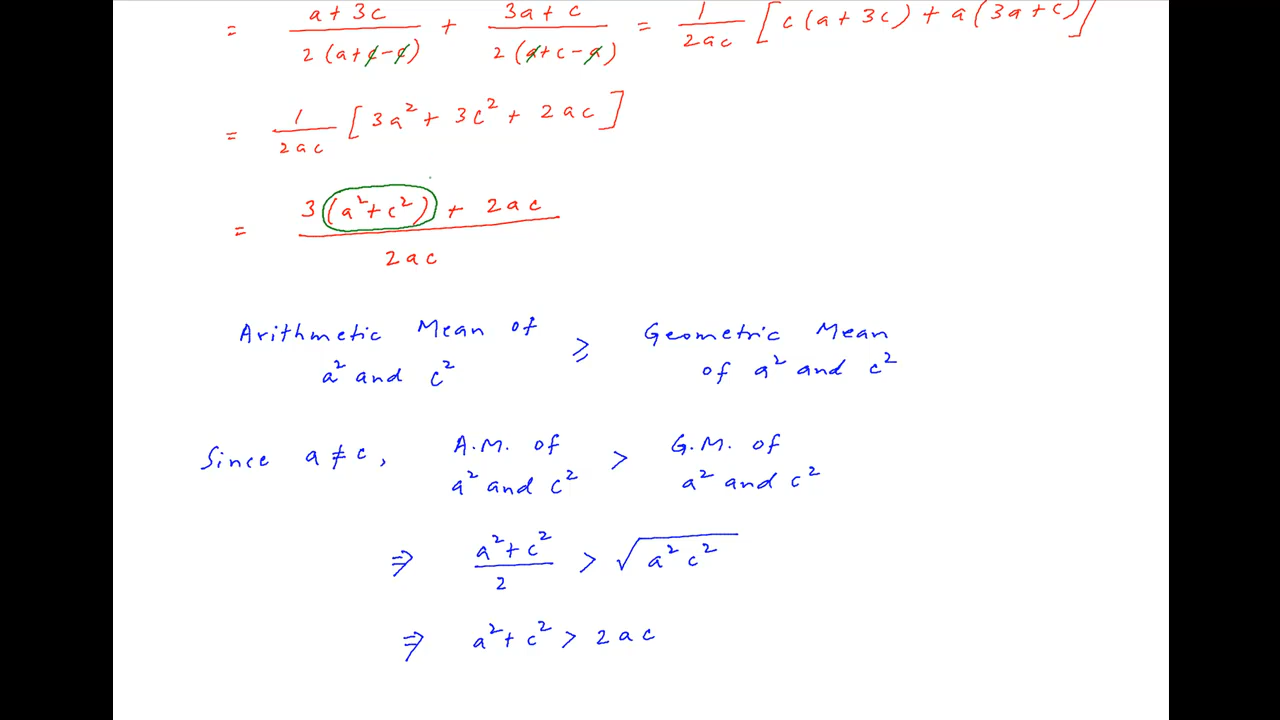 = a + 3c / 2(a + c − c) + 3a + c / 2(a + c − a) = 1 / 2ac [ c(a + 3c) + a(3a + c) ]
= 1 / 2ac [ 3a² + 3c² + 2ac ]
= 3(a² + c²) + 2ac / 2ac
Arithmetic Mean of a² and c² ≥ Geometric Mean of a² and c²
Since a ≠ c, A.M. of a² and c² > G.M. of a² and c²
⇒ a² + c² / 2 > √a² c²
⇒ a² + c² > 2ac